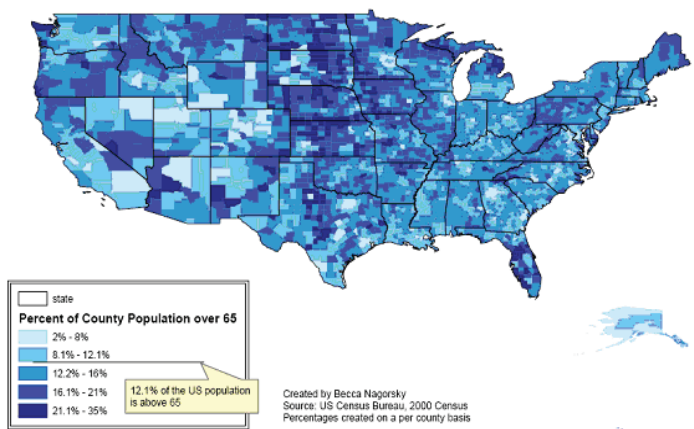 state
Percent of County Population over 65
2% - 8%
8.1% - 12.1%
12.2% - 16%
16.1% - 21%
21.1% - 35%
12.1% of the US population
is above 65
Created by Becca Nagorsky
Source: US Census Bureau, 2000 Census
Percentages created on a per county basis